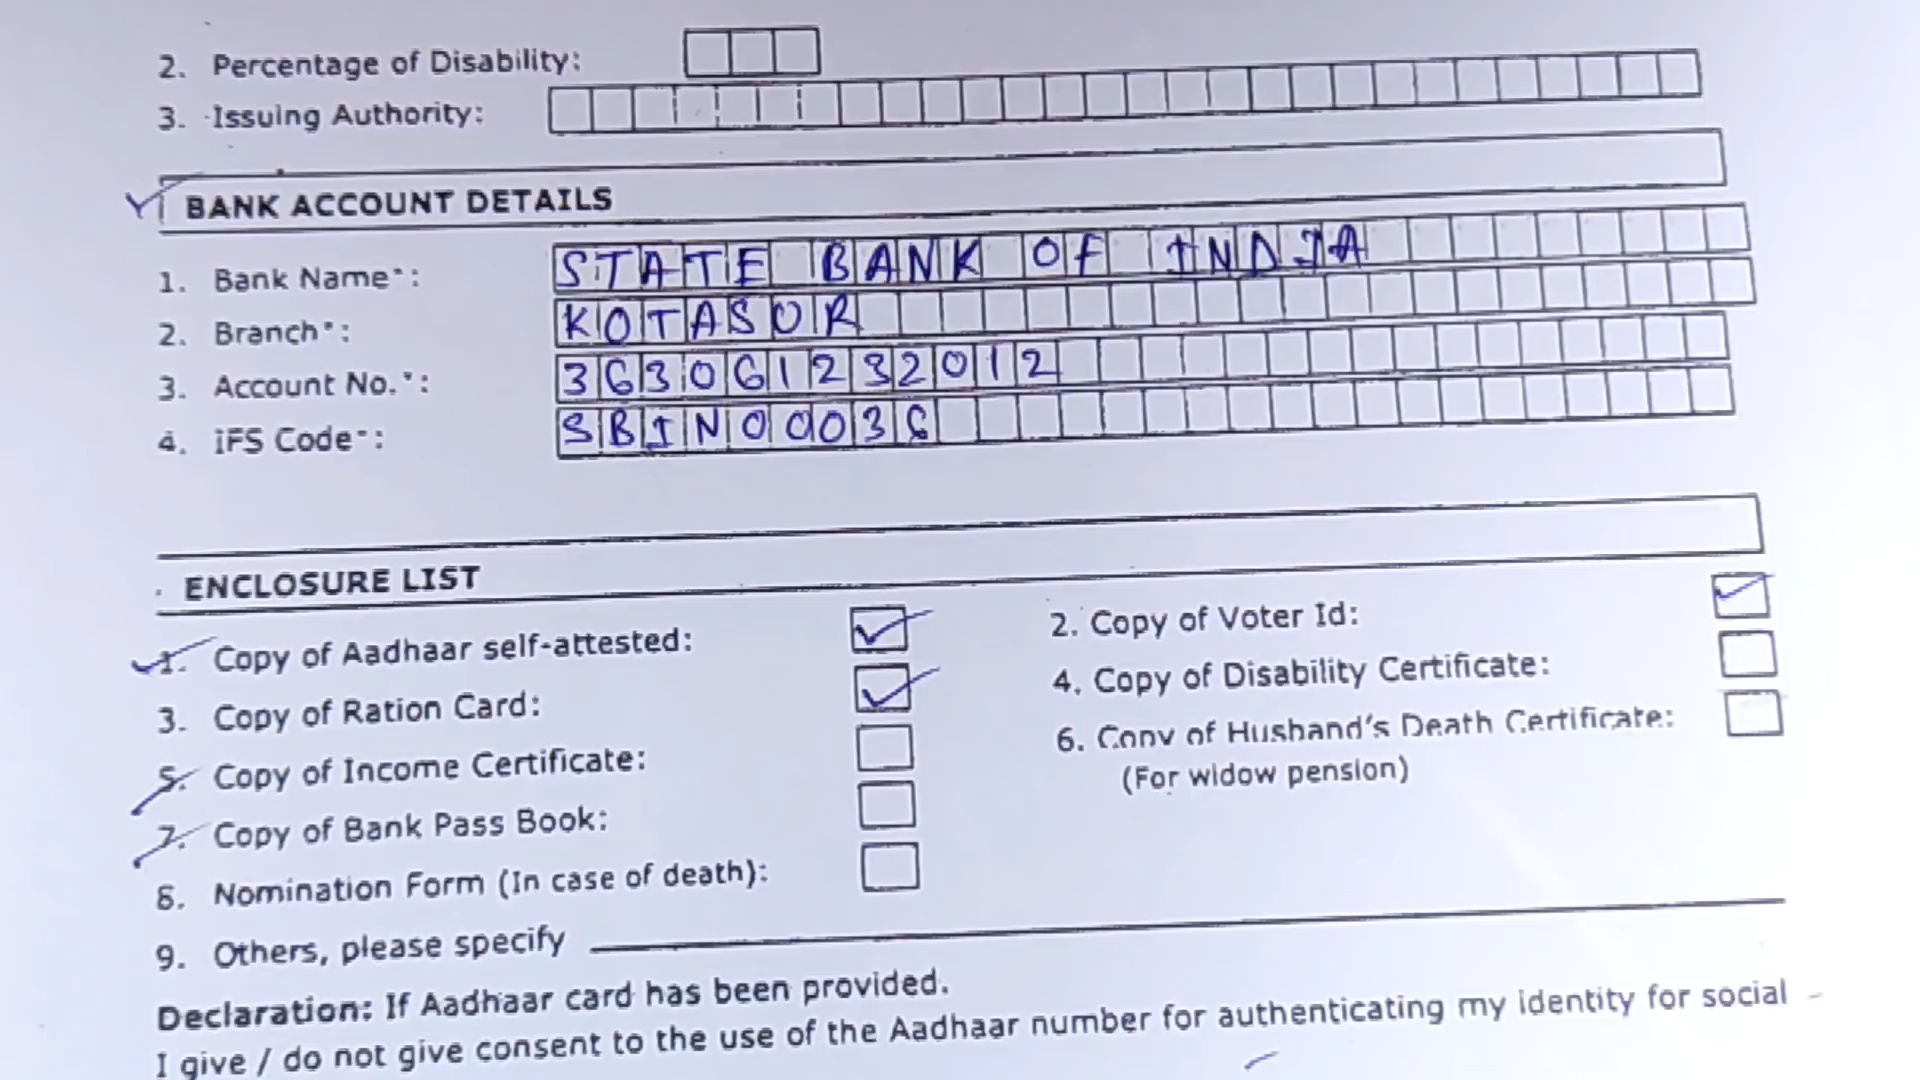 2. Percentage of Disability:
3. Issuing Authority:
BANK ACCOUNT DETAILS
1. Bank Name*: STATE BANK OF INDIA
2. Branch*: KOTASOR
3. Account No.*: 363061232012
4. IFS Code*: SBIN00036
ENCLOSURE LIST
1. Copy of Aadhaar self-attested:
2. Copy of Voter Id:
3. Copy of Ration Card:
4. Copy of Disability Certificate:
5. Copy of Income Certificate:
6. Copy of Husband's Death Certificate:
(For widow pension)
7. Copy of Bank Pass Book:
8. Nomination Form (In case of death):
9. Others, please specify
Declaration: If Aadhaar card has been provided.
I give / do not give consent to the use of the Aadhaar number for authenticating my identity for social